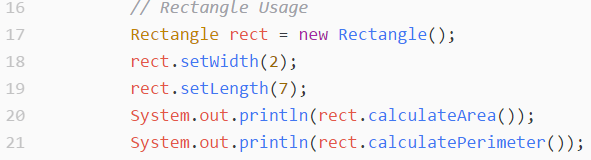 16 // Rectangle Usage
17 Rectangle rect = new Rectangle();
18 rect.setWidth(2);
19 rect.setLength(7);
20 System.out.println(rect.calculateArea());
21 System.out.println(rect.calculatePerimeter());